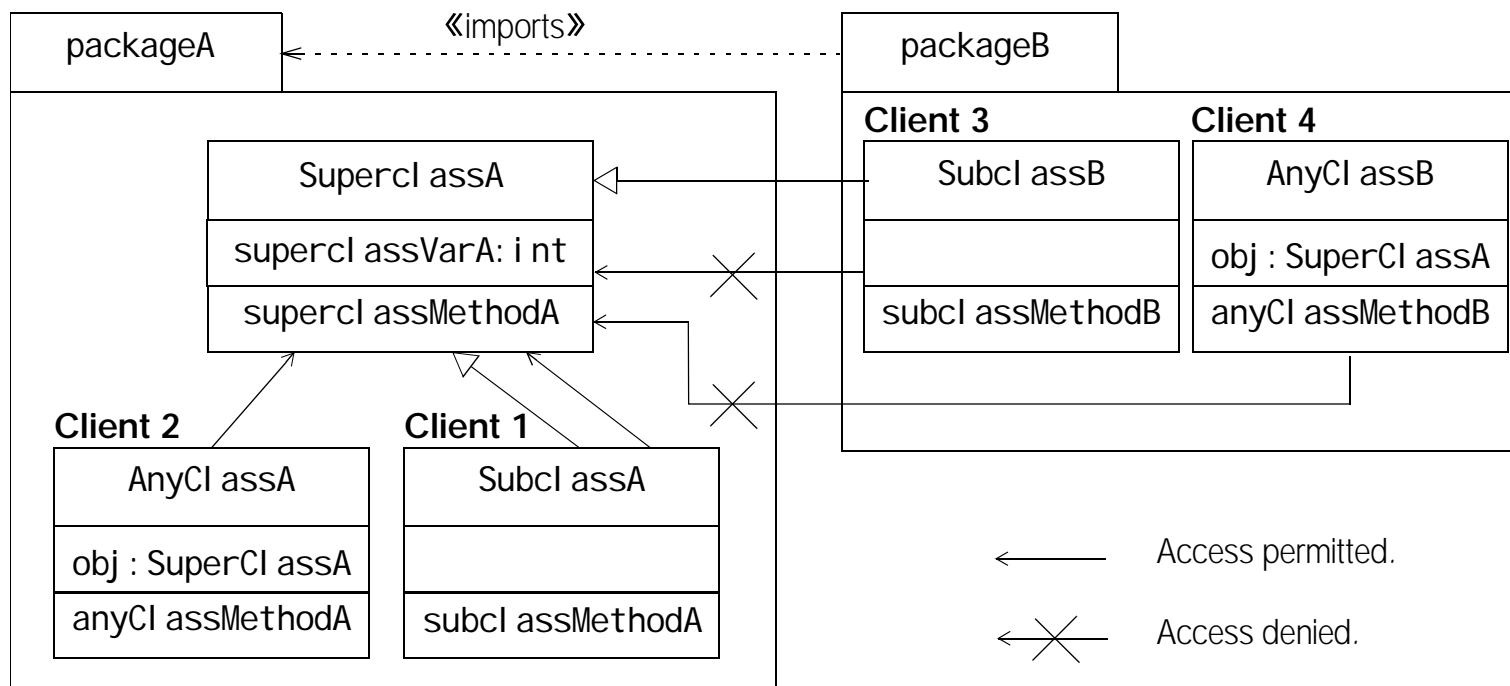 «imports»
packageA
packageB
Client 3
Client 4
SuperclassA
SubclassB
AnyClassB
superclassVarA:int
obj:SuperClassA
superclassMethodA
subclassMethodB
anyClassMethodB
Client 2
Client 1
AnyClassA
SubclassA
obj:SuperClassA
anyClassMethodA
subclassMethodA
Access permitted.
Access denied.